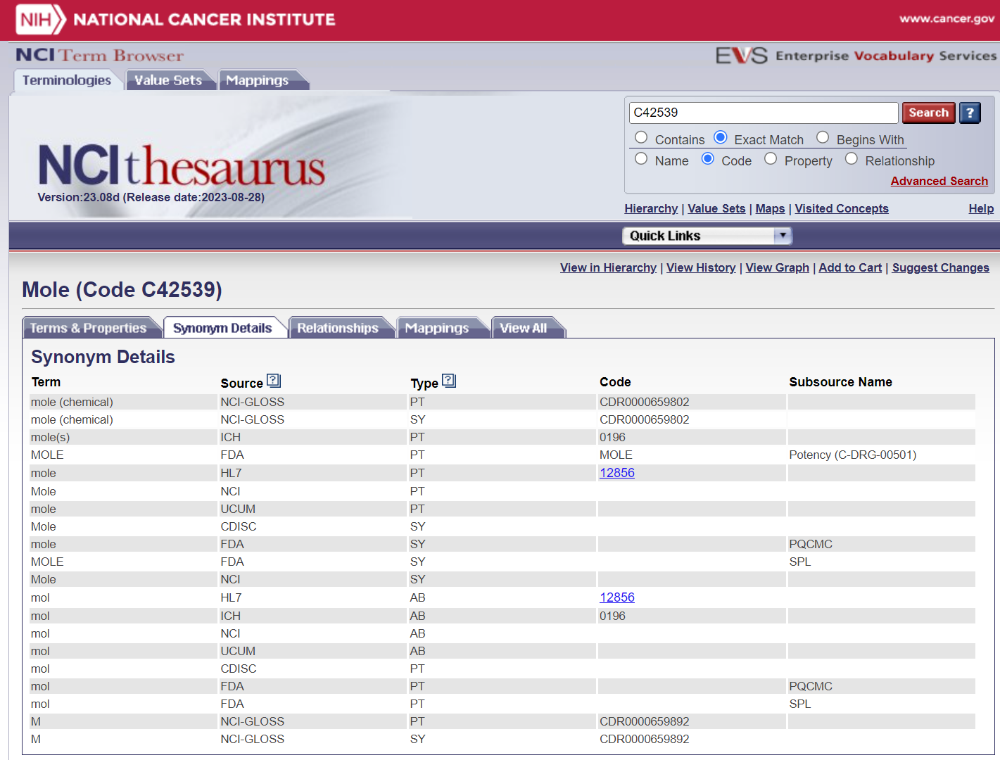 NIH NATIONAL CANCER INSTITUTE www.cancer.gov
NCI Term Browser EVS Enterprise Vocabulary Services
Terminologies Value Sets Mappings
C42539 Search ?
Contains Exact Match Begins With
Name Code Property Relationship
Advanced Search
NCI thesaurus
Version:23.08d (Release date:2023-08-28)
Hierarchy | Value Sets | Maps | Visited Concepts Help
Quick Links
View in Hierarchy | View History | View Graph | Add to Cart | Suggest Changes
Mole (Code C42539)
Terms & Properties Synonym Details Relationships Mappings View All
Synonym Details
Term Source ? Type ? Code Subsource Name
mole (chemical) NCI-GLOSS PT CDR0000659802
mole (chemical) NCI-GLOSS SY CDR0000659802
mole(s) ICH PT 0196
MOLE FDA PT MOLE Potency (C-DRG-00501)
mole HL7 PT 12856
Mole NCI PT
mole UCUM PT
Mole CDISC SY
mole FDA SY PQCMC
MOLE FDA SY SPL
Mole NCI SY
mol HL7 AB 12856
mol ICH AB 0196
mol NCI AB
mol UCUM AB
mol CDISC PT
mol FDA PT PQCMC
mol FDA PT SPL
M NCI-GLOSS PT CDR0000659892
M NCI-GLOSS SY CDR0000659892